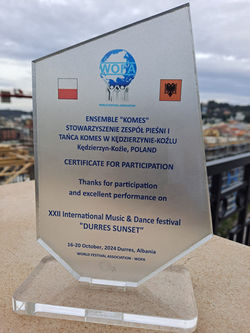 WOFA
WORLD FESTIVAL ASSOCIATION
ENSEMBLE "KOMES"
STOWARZYSZENIE ZESPÓŁ PIEŚNI I
TAŃCA KOMES W KĘDZIERZYNIE-KOŹLU
Kędzierzyn-Koźle, POLAND
CERTIFICATE FOR PARTICIPATION
Thanks for participation
and excellent performance on
XXII International Music & Dance festival
"DURRES SUNSET"
16-20 October, 2024 Durres, Albania
WORLD FESTIVAL ASSOCIATION - WOFA